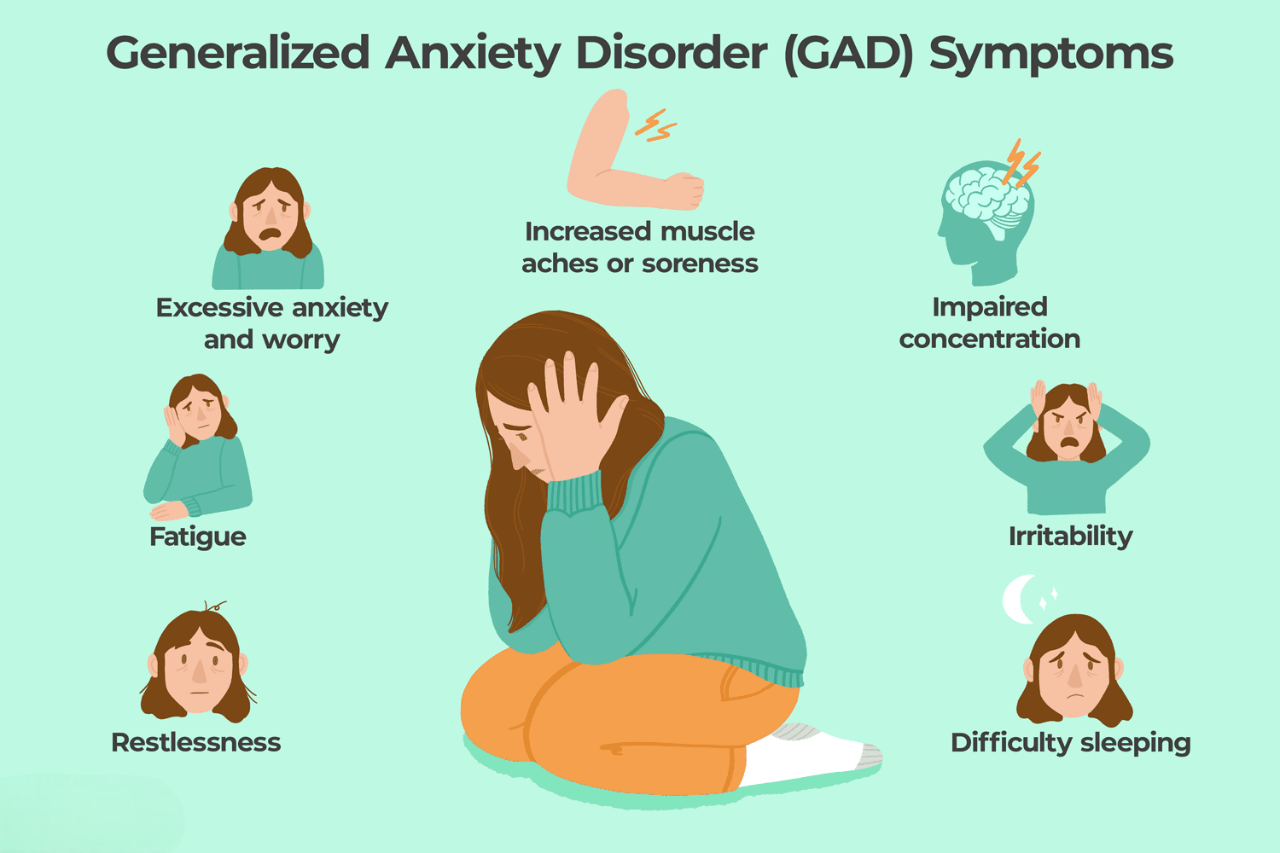 Generalized Anxiety Disorder (GAD) Symptoms
Increased muscle
aches or soreness
Excessive anxiety
and worry
Impaired
concentration
Fatigue
Irritability
Restlessness
Difficulty sleeping